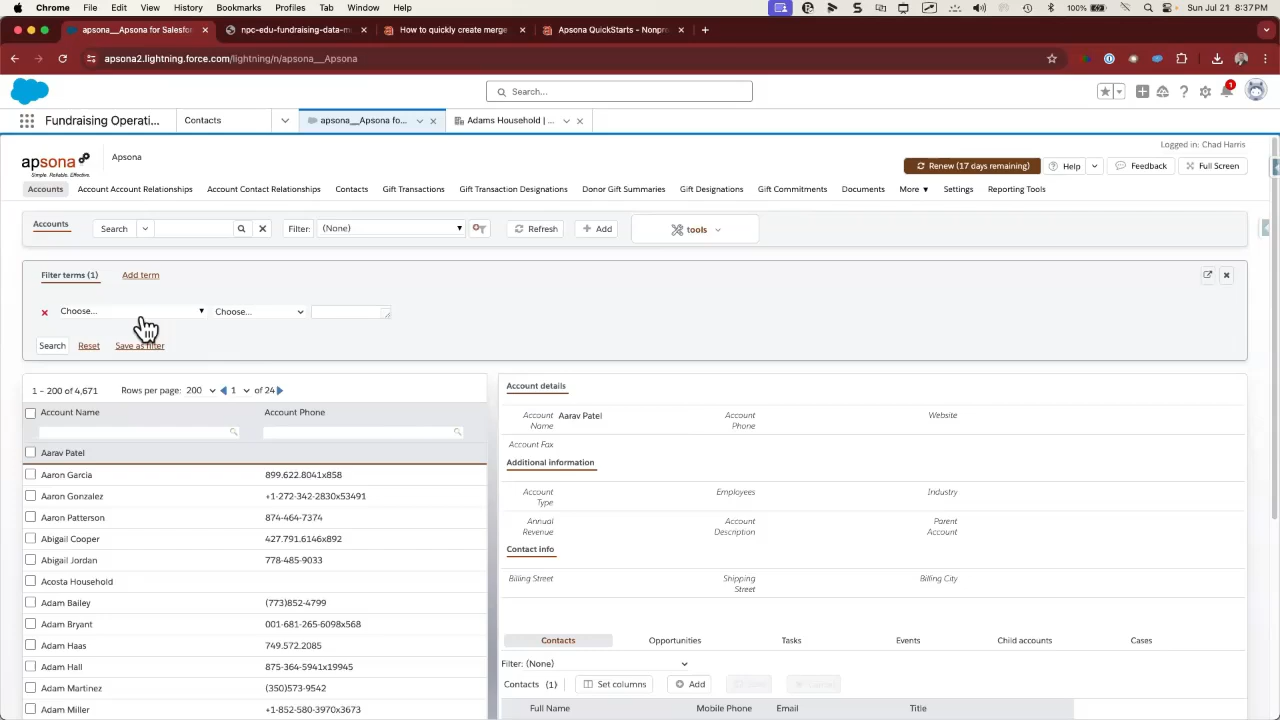 Chrome File Edit View History Bookmarks Profiles Tab Window Help 100% Sun Jul 20 8:37PM
apsona__Apsona for Salesfor npc-edu-fundraising-data-m How to quickly create merge Apsona QuickStarts - Nonpr
apsona2.lightning.force.com/lightning/n/apsona__Apsona
Search...
1
Fundraising Operati... Contacts apsona__Apsona fo... Adams Household | ...
Logged in: Chad Harris
apsona Apsona
Simple. Reliable. Effective.
Renew (17 days remaining) Help Feedback Full Screen
Accounts Account Account Relationships Account Contact Relationships Contacts Gift Transactions Gift Transaction Designations Donor Gift Summaries Gift Designations Gift Commitments Documents More Settings Reporting Tools
Accounts Search Filter: (None) Refresh Add tools
Filter terms (1) Add term
Choose... Choose...
Search Reset Save as filter
1 – 200 of 4,671 Rows per page: 200 1 of 24
Account Name Account Phone
Aarav Patel
Aaron Garcia 899.622.8041x858
Aaron Gonzalez +1-272-342-2830x53491
Aaron Patterson 874-464-7374
Abigail Cooper 427.791.6146x892
Abigail Jordan 778-485-9033
Acosta Household
Adam Bailey (773)852-4799
Adam Bryant 001-681-265-6098x568
Adam Haas 749.572.2085
Adam Hall 875-364-5941x19945
Adam Martinez (350)573-9542
Adam Miller +1-852-580-3970x3673
Account details
Account Name Aarav Patel Account Phone Website
Account Fax
Additional information
Account Type Employees Industry
Annual Revenue Account Description Parent Account
Contact info
Billing Street Shipping Street Billing City
Contacts Opportunities Tasks Events Child accounts Cases
Filter: (None)
Contacts (1) Set columns Add
Full Name Mobile Phone Email Title